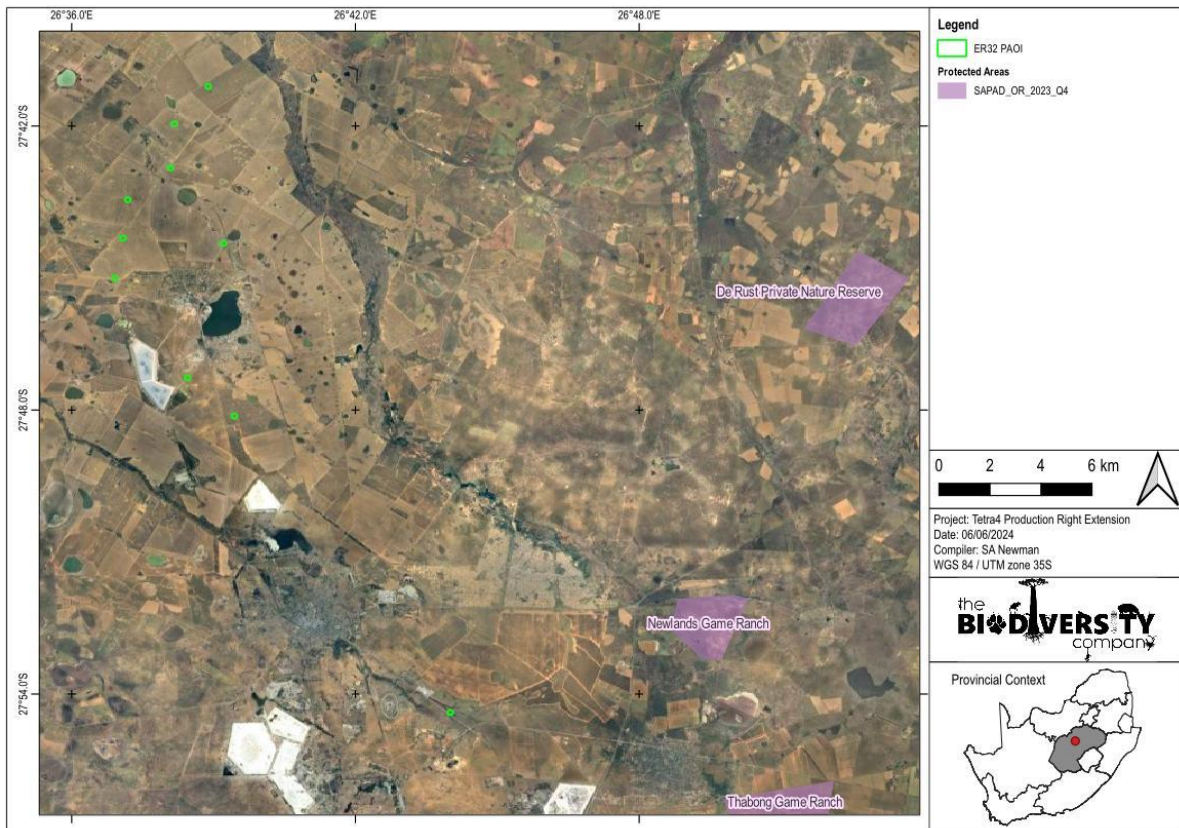 26°36.0'E
26°42.0'E
26°48.0'E
27°42.0'S
27°48.0'S
27°54.0'S
De Rust Private Nature Reserve
Newlands Game Ranch
Thabong Game Ranch
Legend
ER32 PAOI
Protected Areas
SAPAD_OR_2023_Q4
0 2 4 6 km
Project: Tetra4 Production Right Extension
Date: 06/06/2024
Compiler: SA Newman
WGS 84 / UTM zone 35S
the
BIODIVERSITY
company
Provincial Context